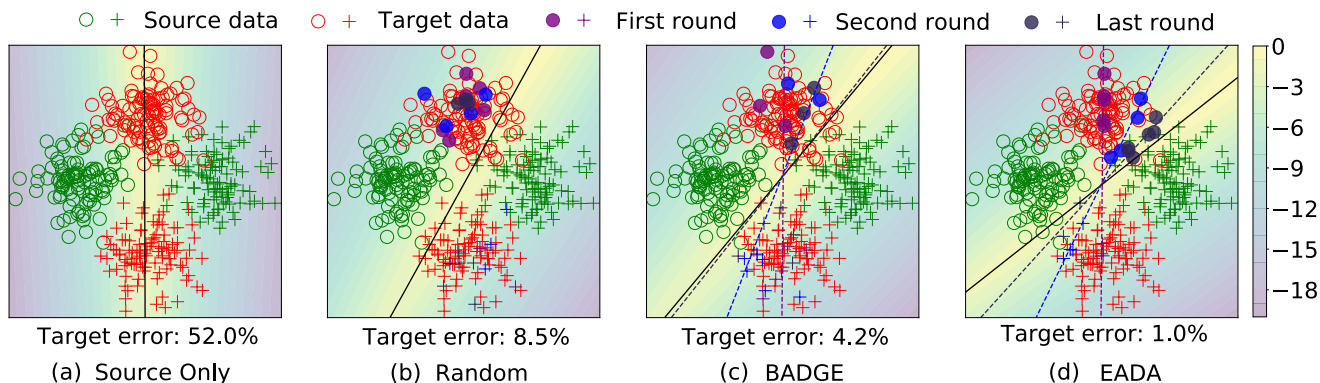 Source data Target data First round Second round Last round
0
−3
−6
−9
−12
−15
−18
Target error: 52.0% Target error: 8.5% Target error: 4.2% Target error: 1.0%
(a) Source Only (b) Random (c) BADGE (d) EADA